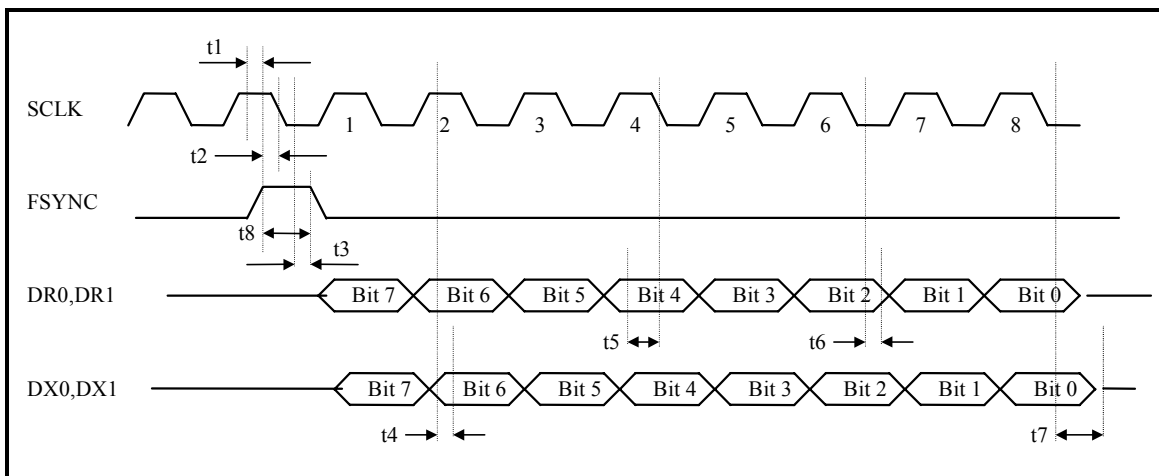 t1
SCLK
1 2 3 4 5 6 7 8
t2
FSYNC
t8
t3
DR0,DR1
Bit 7 Bit 6 Bit 5 Bit 4 Bit 3 Bit 2 Bit 1 Bit 0
t5 t6
DX0,DX1
Bit 7 Bit 6 Bit 5 Bit 4 Bit 3 Bit 2 Bit 1 Bit 0
t4 t7